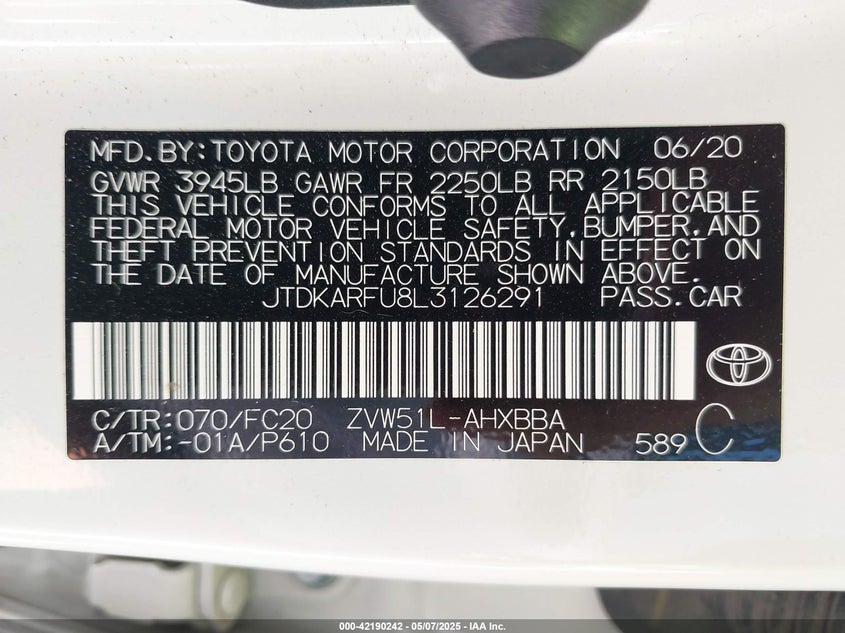 MFD.BY:TOYOTA MOTOR CORPORATION 06/20
GVWR 3945LB GAWR FR 2250LB RR 2150LB
THIS VEHICLE CONFORMS TO ALL APPLICABLE
FEDERAL MOTOR VEHICLE SAFETY,BUMPER,AND
THEFT PREVENTION STANDARDS IN EFFECT ON
THE DATE OF MANUFACTURE SHOWN ABOVE.
JTDKARFU8L3126291 PASS.CAR
C/TR:070/FC20 ZVW51L-AHXBBA
A/TM:-01A/P610 MADE IN JAPAN 589 C
000-42190242 - 05/07/2025 - IAA Inc.